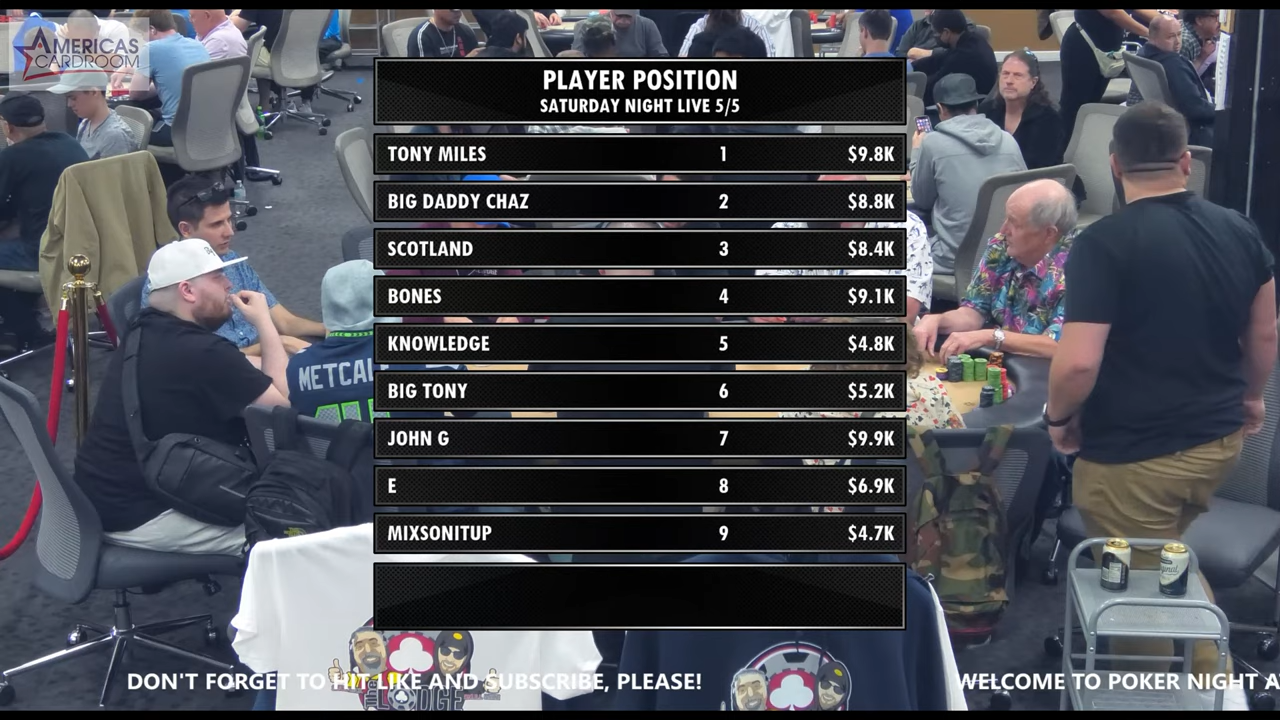 AMERICAS
CARDROOM
PLAYER POSITION
SATURDAY NIGHT LIVE 5/5
TONY MILES 1 $9.8K
BIG DADDY CHAZ 2 $8.8K
SCOTLAND 3 $8.4K
BONES 4 $9.1K
KNOWLEDGE 5 $4.8K
BIG TONY 6 $5.2K
JOHN G 7 $9.9K
E 8 $6.9K
MIXSONITUP 9 $4.7K
METCAL
DON'T FORGET TO HIT LIKE AND SUBSCRIBE, PLEASE!
WELCOME TO POKER NIGHT A
LODGE